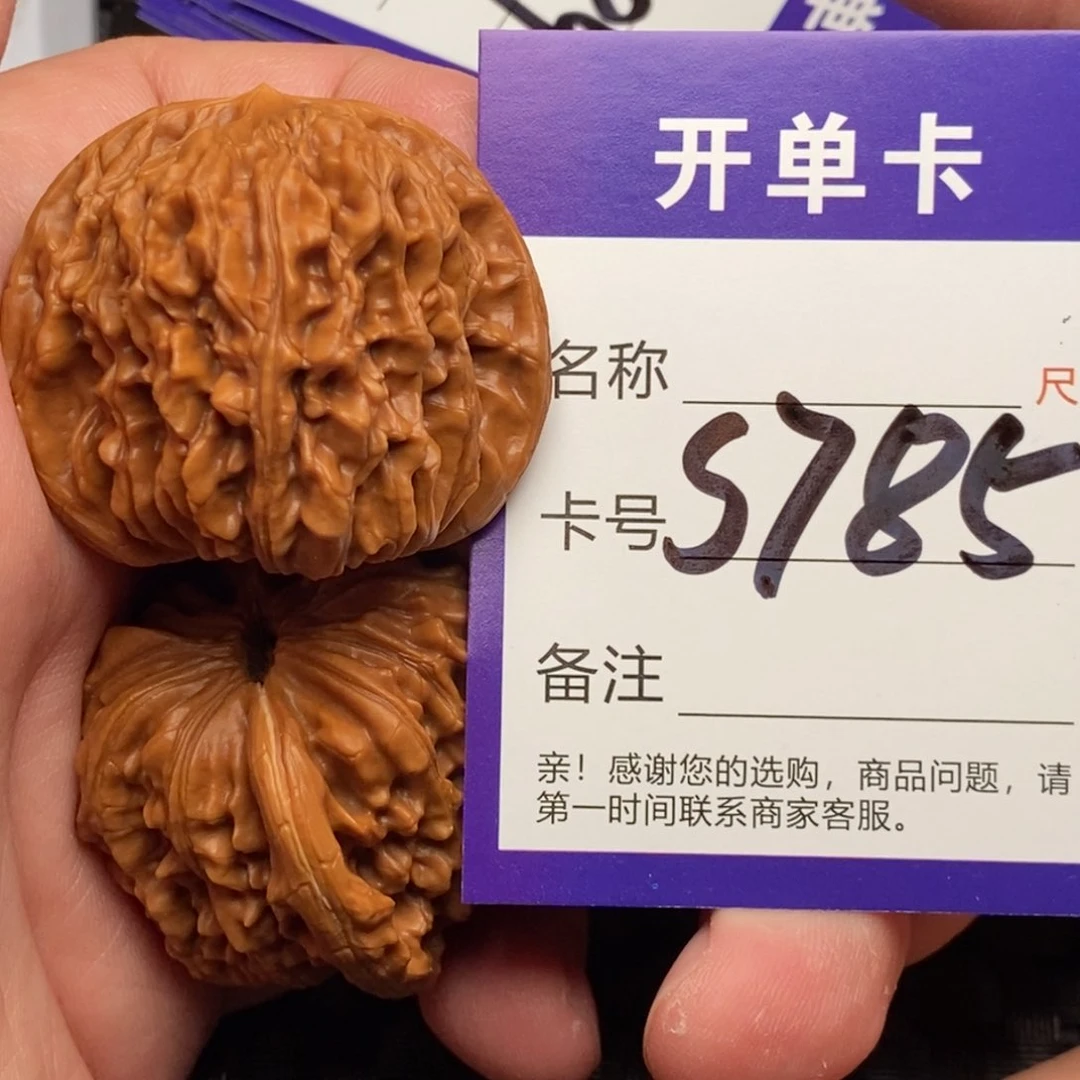 开单卡
名称 尺
卡号 S785
备注
亲！感谢您的选购，商品问题，请
第一时间联系商家客服。